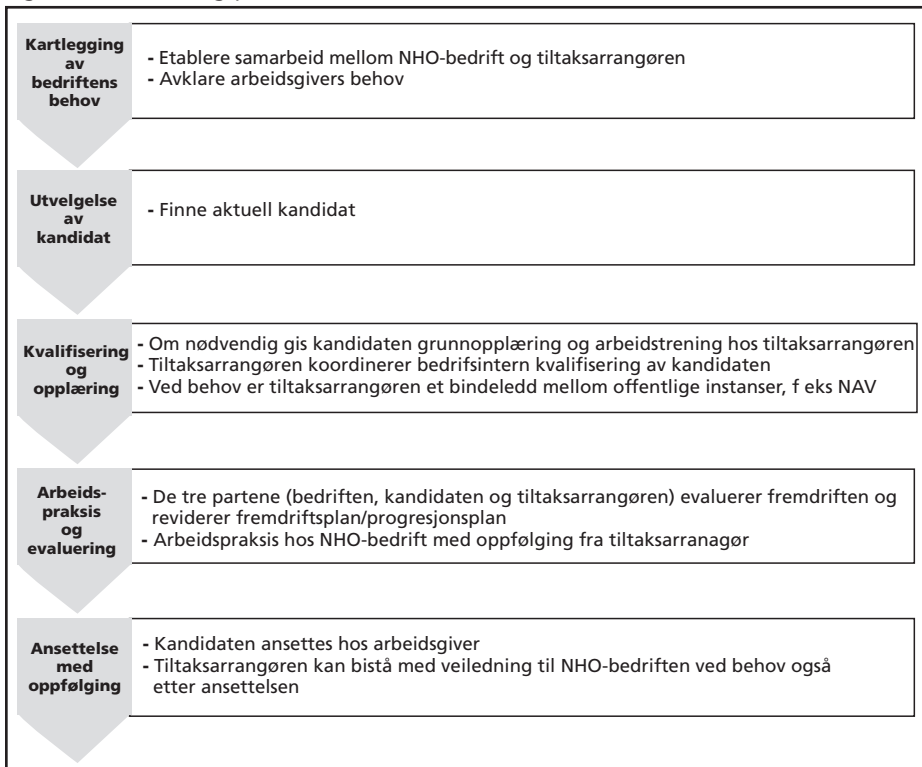 Kartlegging
av
bedriftens
behov
- Etablere samarbeid mellom NHO-bedrift og tiltaksarrangøren
- Avklare arbeidsgivers behov
Utvelgelse
av
kandidat
- Finne aktuell kandidat
Kvalifisering
og
opplæring
- Om nødvendig gis kandidaten grunnopplæring og arbeidstrening hos tiltaksarrangøren
- Tiltaksarrangøren koordinerer bedrifsintern kvalifisering av kandidaten
- Ved behov er tiltaksarrangøren et bindeledd mellom offentlige instanser, f eks NAV
Arbeids-
praksis
og
evaluering
- De tre partene (bedriften, kandidaten og tiltaksarrangøren) evaluerer fremdriften og
reviderer fremdriftsplan/progresjonsplan
- Arbeidspraksis hos NHO-bedrift med oppfølging fra tiltaksarranagør
Ansettelse
med
oppfølging
- Kandidaten ansettes hos arbeidsgiver
- Tiltaksarrangøren kan bistå med veiledning til NHO-bedriften ved behov også
etter ansettelsen